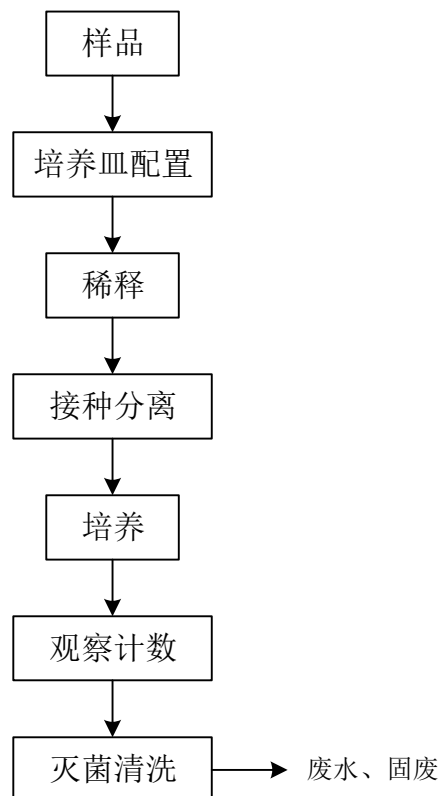 样品
培养皿配置
稀释
接种分离
培养
观察计数
灭菌清洗
废水、固废